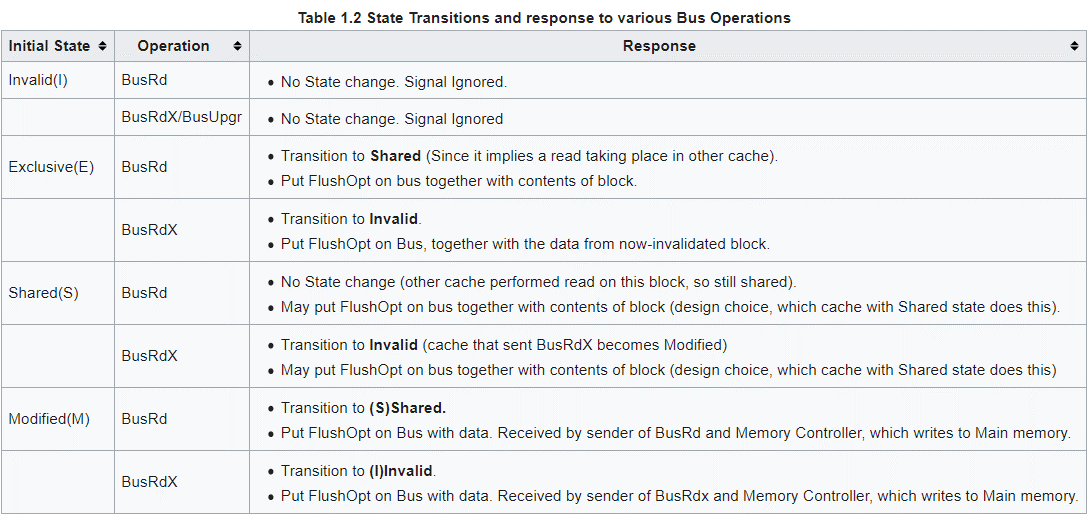 Table 1.2 State Transitions and response to various Bus Operations
Initial State Operation Response
Invalid(I) BusRd • No State change. Signal Ignored.
BusRdX/BusUpgr • No State change. Signal Ignored
Exclusive(E) BusRd • Transition to Shared (Since it implies a read taking place in other cache).
• Put FlushOpt on bus together with contents of block.
BusRdX • Transition to Invalid.
• Put FlushOpt on Bus, together with the data from now-invalidated block.
Shared(S) BusRd • No State change (other cache performed read on this block, so still shared).
• May put FlushOpt on bus together with contents of block (design choice, which cache with Shared state does this).
BusRdX • Transition to Invalid (cache that sent BusRdX becomes Modified)
• May put FlushOpt on bus together with contents of block (design choice, which cache with Shared state does this)
Modified(M) BusRd • Transition to (S)Shared.
• Put FlushOpt on Bus with data. Received by sender of BusRd and Memory Controller, which writes to Main memory.
BusRdX • Transition to (I)Invalid.
• Put FlushOpt on Bus with data. Received by sender of BusRdx and Memory Controller, which writes to Main memory.